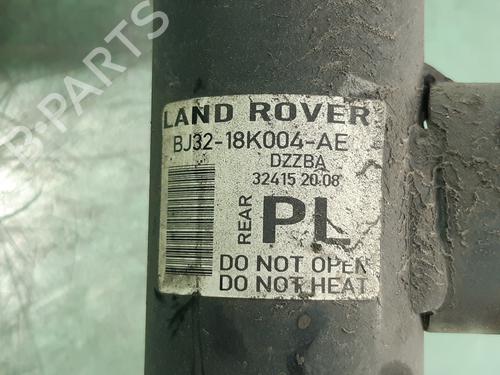 B-Parts
LAND ROVER
BJ32-18K004-AE
DZZBA
32415 20:08
REAR
PL
DO NOT OPEN
DO NOT HEAT